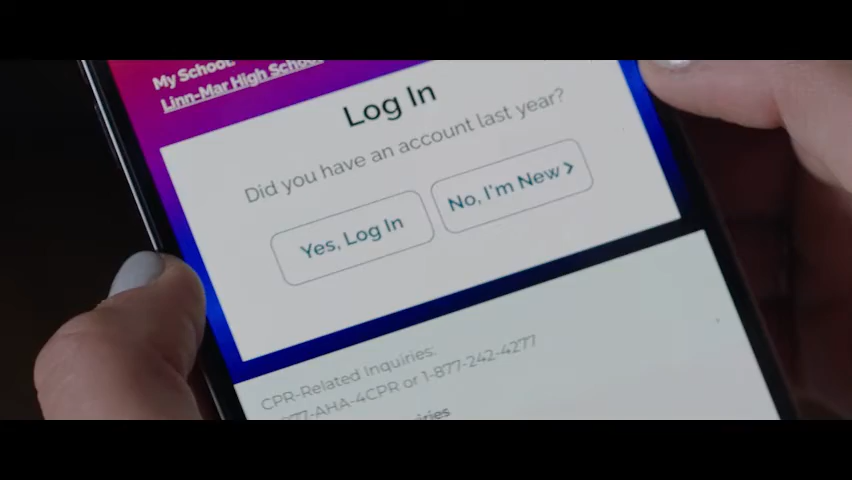 My School:
Linn-Mar High School
Log In
Did you have an account last year?
Yes, Log In
No, I'm New >
CPR-Related Inquiries:
877-AHA-4CPR or 1-877-242-4277